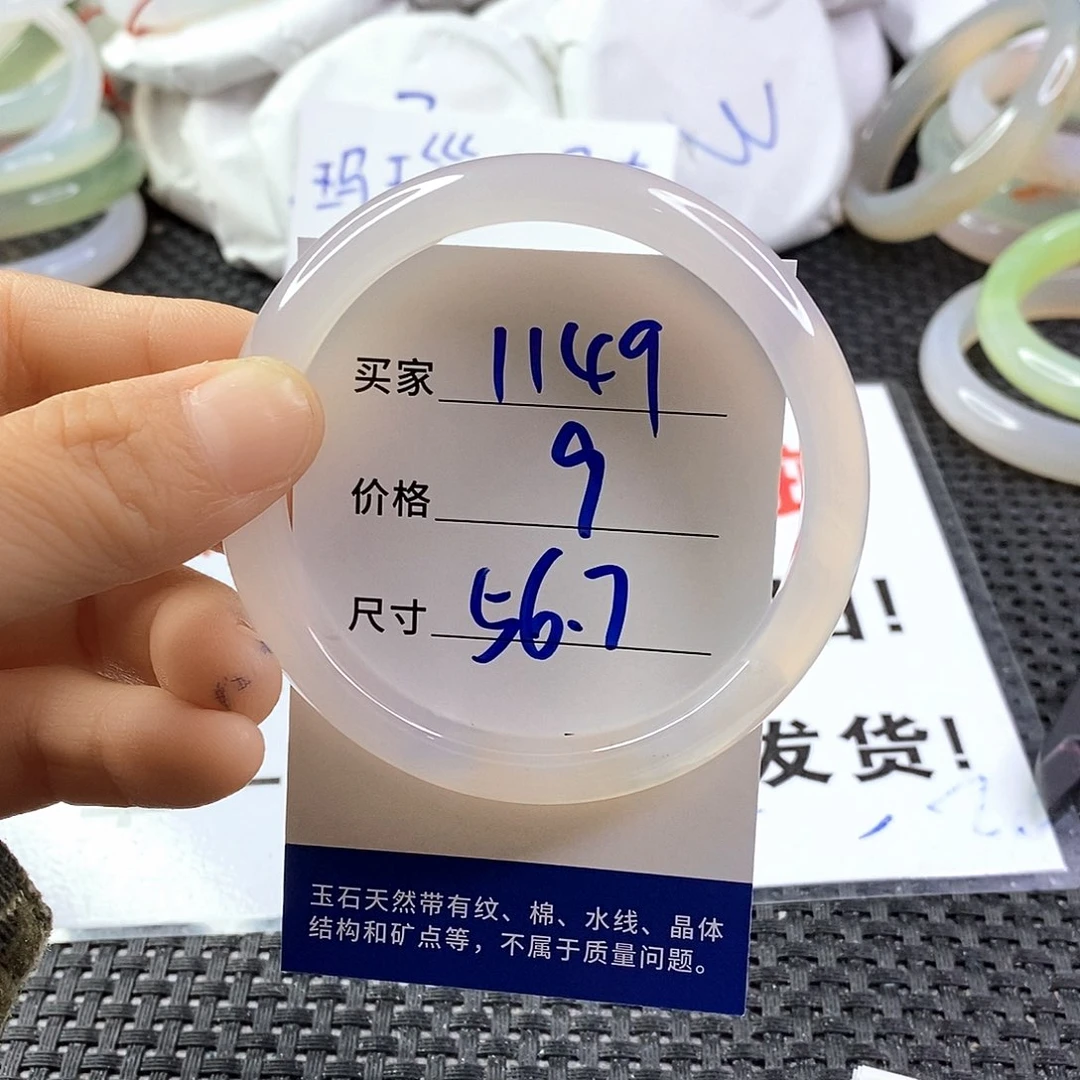 玛
买家 1149
价格 9
尺寸 56.7
发货!
玉石天然带有纹、棉、水线、晶体
结构和矿点等，不属于质量问题。